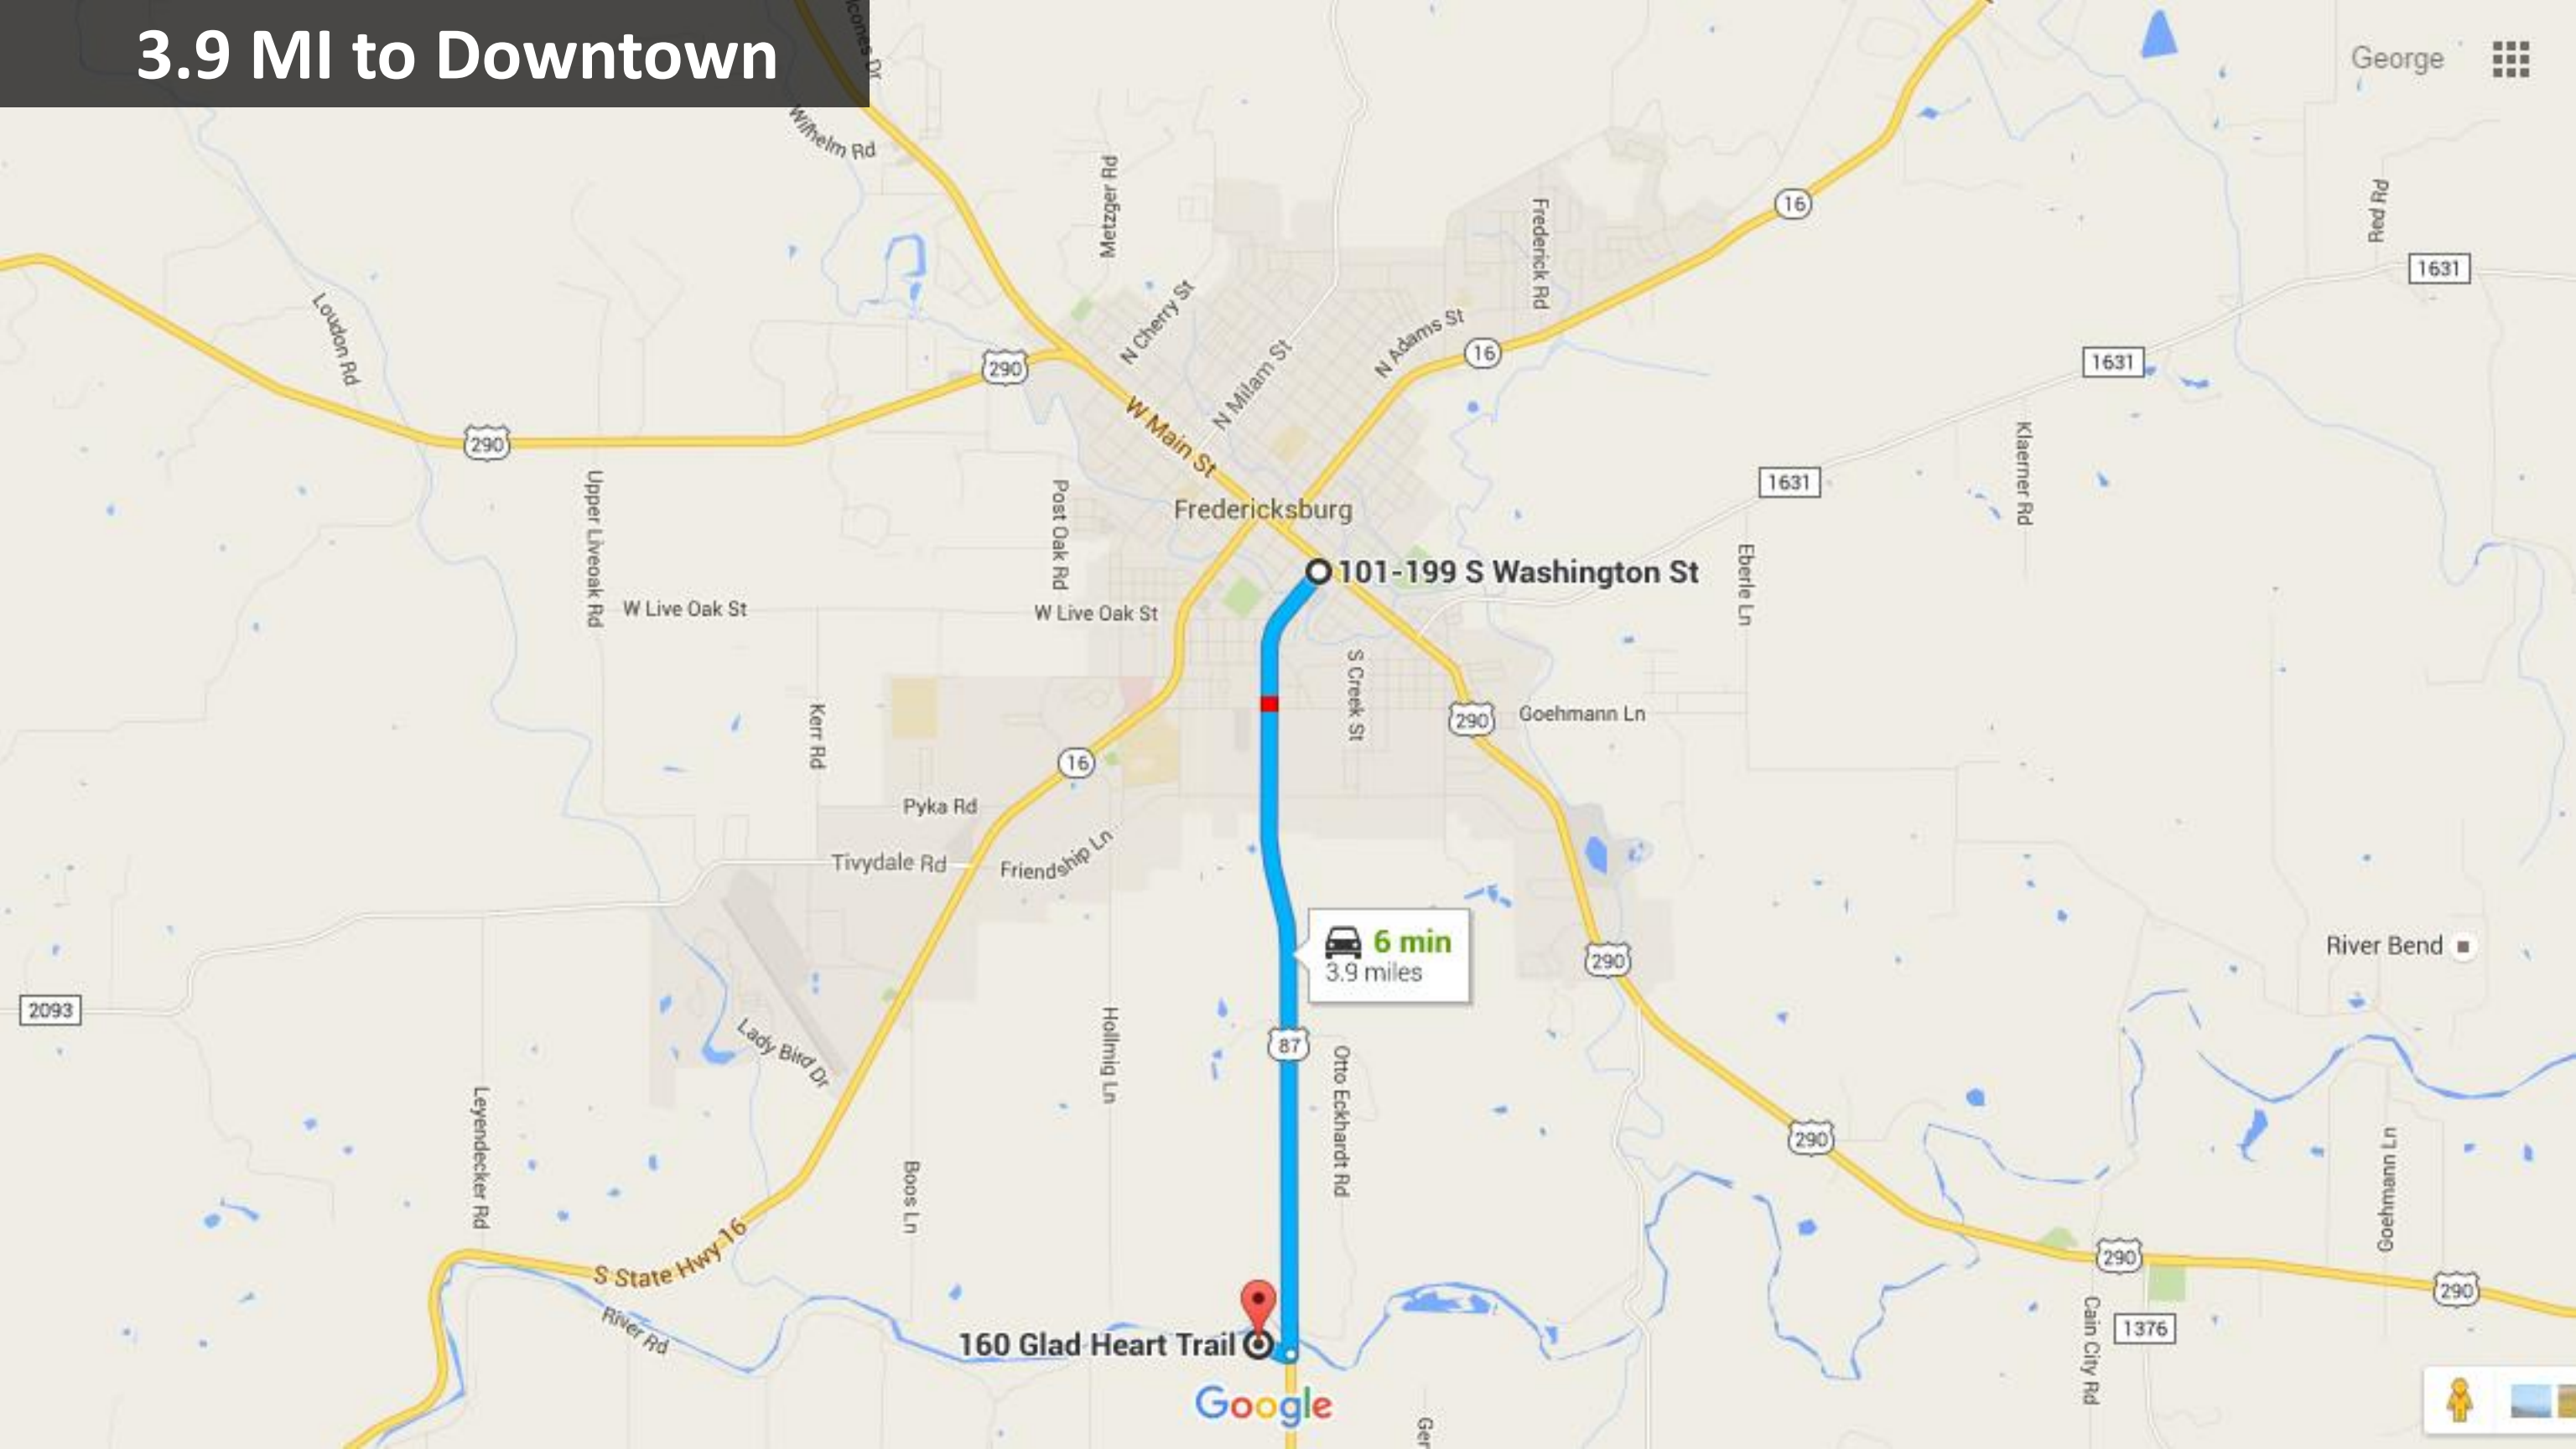 3.9 MI to Downtown
George
Wilhelm Rd
Metzger Rd
Frederick Rd
16
Red Rd
1631
Loudon Rd
N Cherry St
N Milam St
N Adams St
16
290
1631
290
W Main St
Klaerner Rd
Upper Liveoak Rd
Post Oak Rd
Fredericksburg
1631
101-199 S Washington St
Eberle Ln
W Live Oak St
W Live Oak St
Kerr Rd
S Creek St
290
Goehmann Ln
16
Pyka Rd
Tivydale Rd
Friendship Ln
6 min
3.9 miles
290
River Bend
2093
Lady Bird Dr
Hollmig Ln
87
Otto Eckhardt Rd
Leyendecker Rd
Boos Ln
290
Goehmann Ln
S State Hwy 16
290
290
River Rd
160 Glad Heart Trail
Cain City Rd
1376
Google